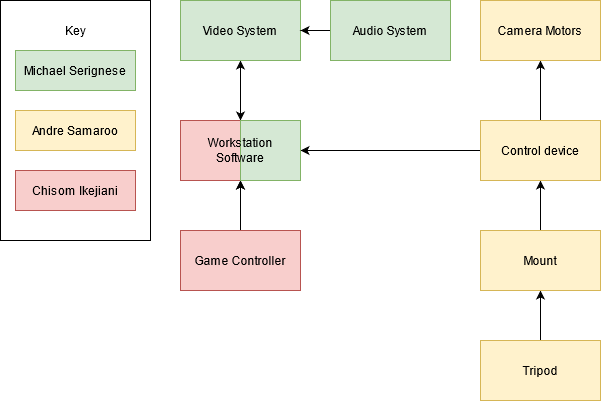 Key
Michael Serignese
Andre Samaroo
Chisom Ikejiani
Video System
Audio System
Camera Motors
Workstation
Software
Control device
Game Controller
Mount
Tripod